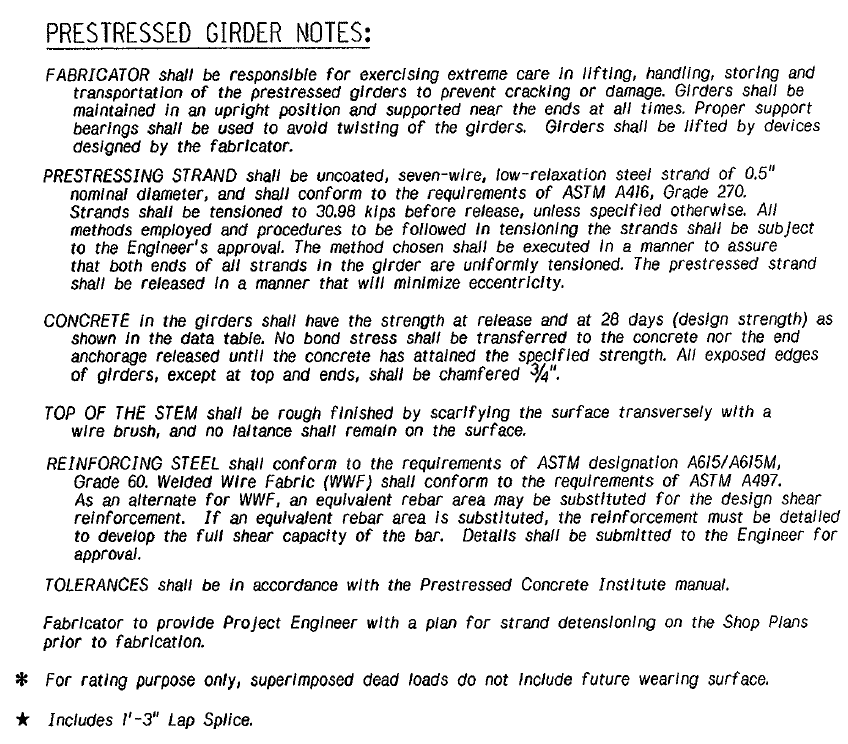 PRESTRESSED GIRDER NOTES:
FABRICATOR shall be responsible for exercising extreme care in lifting, handling, storing and
transportation of the prestressed girders to prevent cracking or damage. Girders shall be
maintained in an upright position and supported near the ends at all times. Proper support
bearings shall be used to avoid twisting of the girders. Girders shall be lifted by devices
designed by the fabricator.
PRESTRESSING STRAND shall be uncoated, seven-wire, low-relaxation steel strand of 0.5"
nominal diameter, and shall conform to the requirements of ASTM A416, Grade 270.
Strands shall be tensioned to 30.98 kips before release, unless specified otherwise. All
methods employed and procedures to be followed in tensioning the strands shall be subject
to the Engineer's approval. The method chosen shall be executed in a manner to assure
that both ends of all strands in the girder are uniformly tensioned. The prestressed strand
shall be released in a manner that will minimize eccentricity.
CONCRETE in the girders shall have the strength at release and at 28 days (design strength) as
shown in the data table. No bond stress shall be transferred to the concrete nor the end
anchorage released until the concrete has attained the specified strength. All exposed edges
of girders, except at top and ends, shall be chamfered 3/4".
TOP OF THE STEM shall be rough finished by scarifying the surface transversely with a
wire brush, and no laitance shall remain on the surface.
REINFORCING STEEL shall conform to the requirements of ASTM designation A615/A615M,
Grade 60. Welded Wire Fabric (WWF) shall conform to the requirements of ASTM A497.
As an alternate for WWF, an equivalent rebar area may be substituted for the design shear
reinforcement. If an equivalent rebar area is substituted, the reinforcement must be detailed
to develop the full shear capacity of the bar. Details shall be submitted to the Engineer for
approval.
TOLERANCES shall be in accordance with the Prestressed Concrete Institute manual.
Fabricator to provide Project Engineer with a plan for strand detensioning on the Shop Plans
prior to fabrication.
* For rating purpose only, superimposed dead loads do not include future wearing surface.
★ Includes 1'-3" Lap Splice.